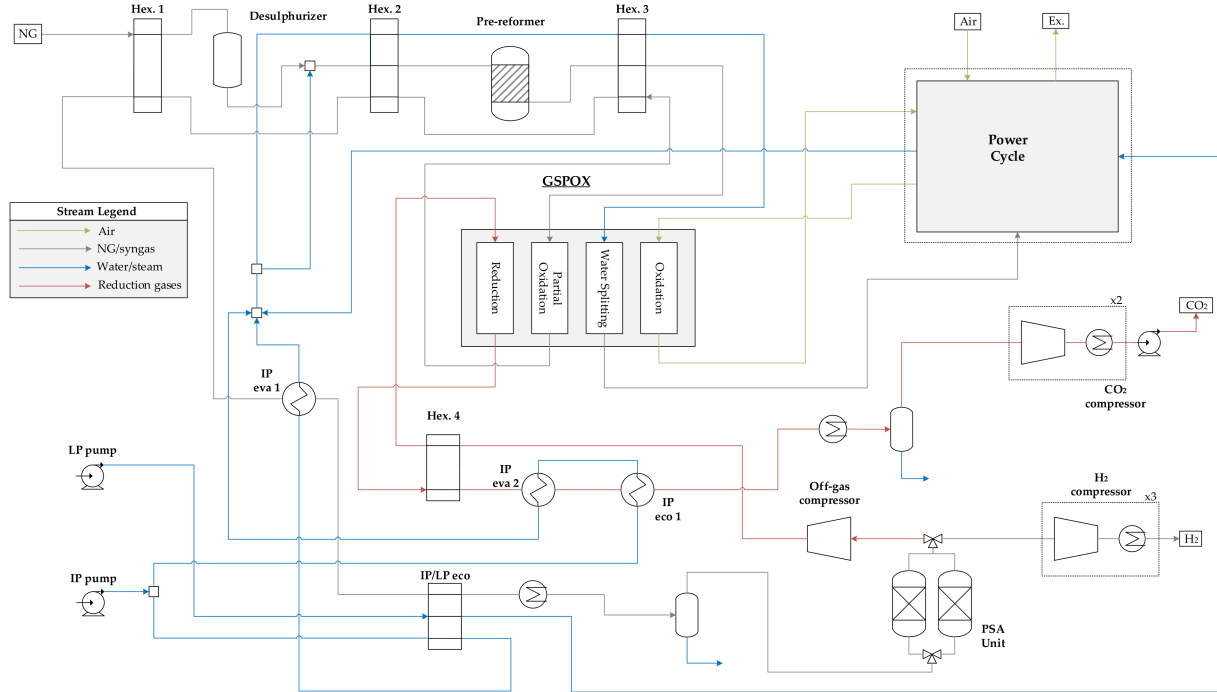 Hex. 1
Desulphurizer
Hex. 2
Pre-reformer
Hex. 3
NG
Air
Ex.
Power
Cycle
GSPOX
Stream Legend
Air
NG/syngas
Water/steam
Reduction gases
Reduction
Partial
Oxidation
Water Splitting
Oxidation
x2
CO₂
CO₂
compressor
IP
eva 1
Hex. 4
LP pump
IP
eva 2
IP
eco 1
Off-gas
compressor
H₂
compressor
x3
H₂
IP pump
IP/LP eco
PSA
Unit